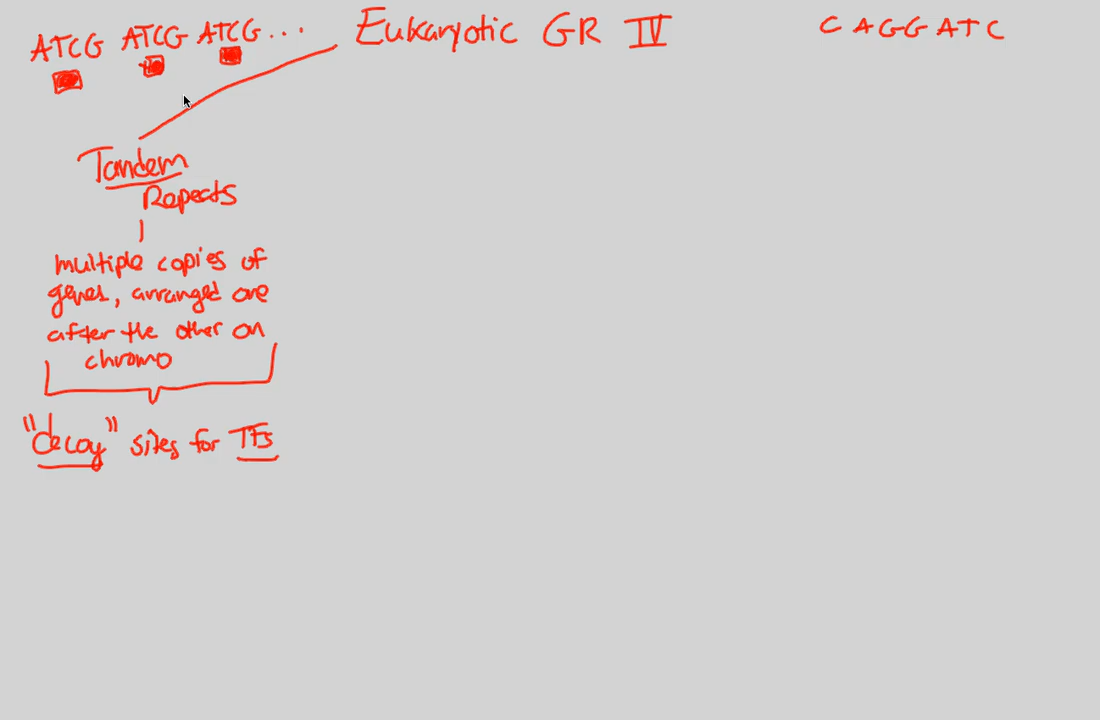 ATCG ATCG ATCG...
Eukaryotic GR IV
CAGGATC
Tandem
Repeats
multiple copies of
genes, arranged one
after the other on
chromo
"decoy" sites for TFs